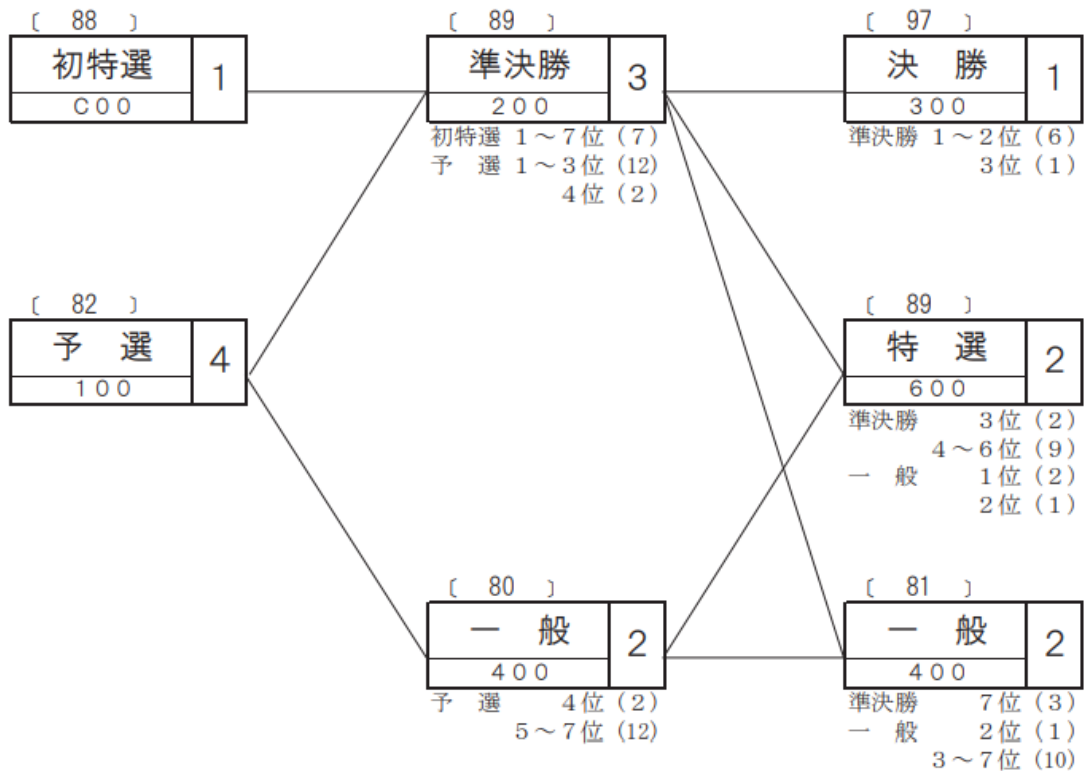 〔 88 〕
初特選 1
C00
〔 89 〕
準決勝 3
200
初特選 1～7位 (7)
予 選 1～3位 (12)
4位 (2)
〔 97 〕
決 勝 1
300
準決勝 1～2位 (6)
3位 (1)
〔 82 〕
予 選 4
100
〔 89 〕
特 選 2
600
準決勝 3位 (2)
4～6位 (9)
一 般 1位 (2)
2位 (1)
〔 80 〕
一 般 2
400
予 選 4位 (2)
5～7位 (12)
〔 81 〕
一 般 2
400
準決勝 7位 (3)
一 般 2位 (1)
3～7位 (10)